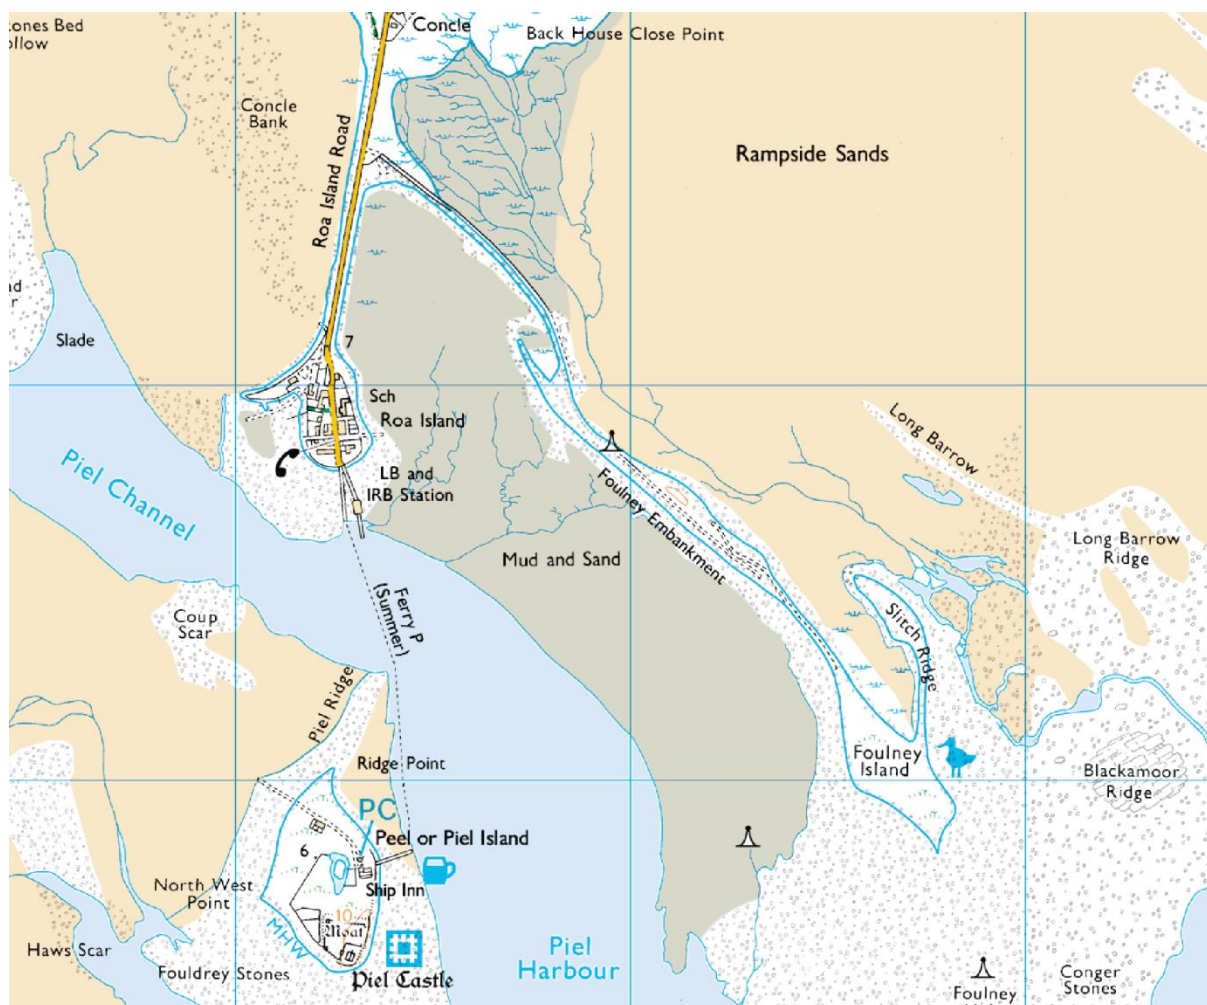 ones Bed
ollow
Concle
Back House Close Point
Concle
Bank
Roa Island Road
Rampside Sands
Slade
7
Sch
Roa Island
Long Barrow
LB and
IRB Station
Piel Channel
Foulney Embankment
Mud and Sand
Long Barrow
Ridge
Ferry P
(Summer)
Coup
Scar
Slitch Ridge
Piel Ridge
Ridge Point
Foulney
Island
Blackamoor
Ridge
PC
Peel or Piel Island
6
Ship Inn
North West
Point
10
Moat
MHW
Haws Scar
Fouldrey Stones
Piel Castle
Piel
Harbour
Conger
Stones
Foulney